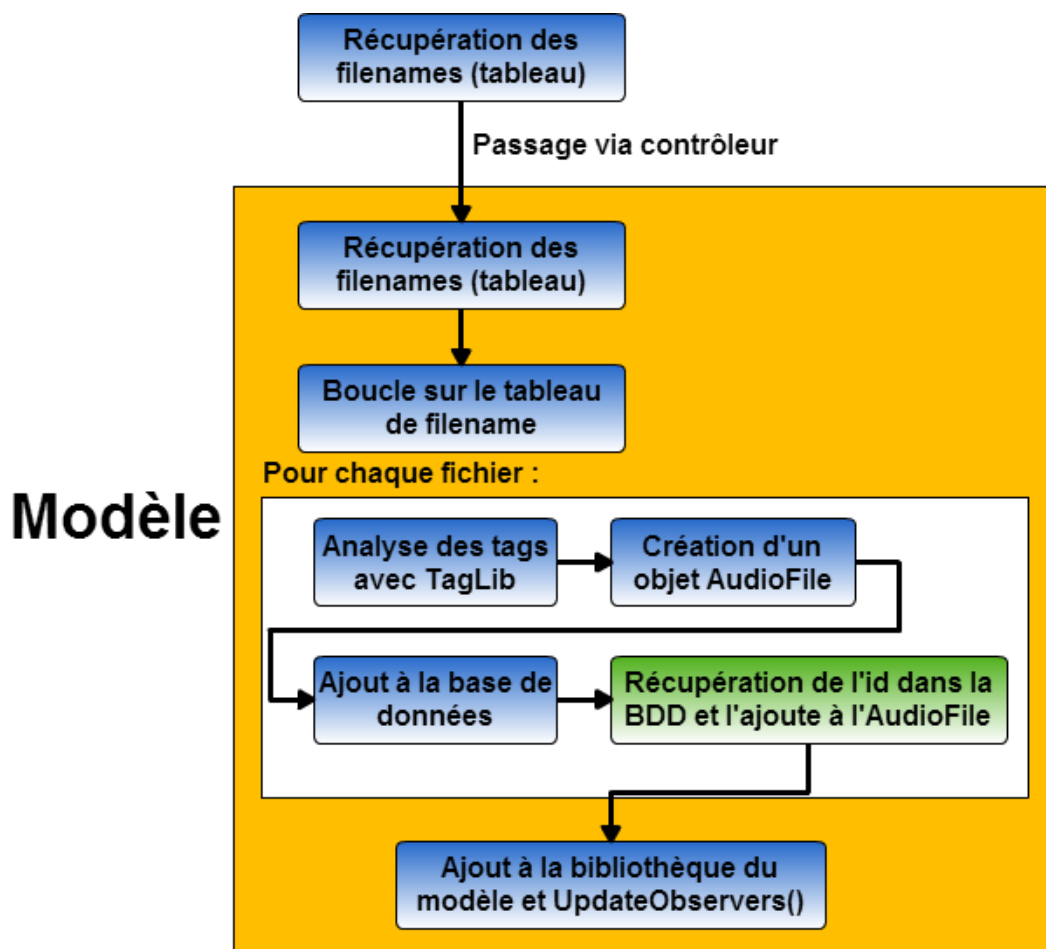 Récupération des
filenames (tableau)
Passage via contrôleur
Récupération des
filenames (tableau)
Boucle sur le tableau
de filename
Pour chaque fichier :
Modèle
Analyse des tags
avec TagLib
Création d'un
objet AudioFile
Ajout à la base de
données
Récupération de l'id dans la
BDD et l'ajoute à l'AudioFile
Ajout à la bibliothèque du
modèle et UpdateObservers()